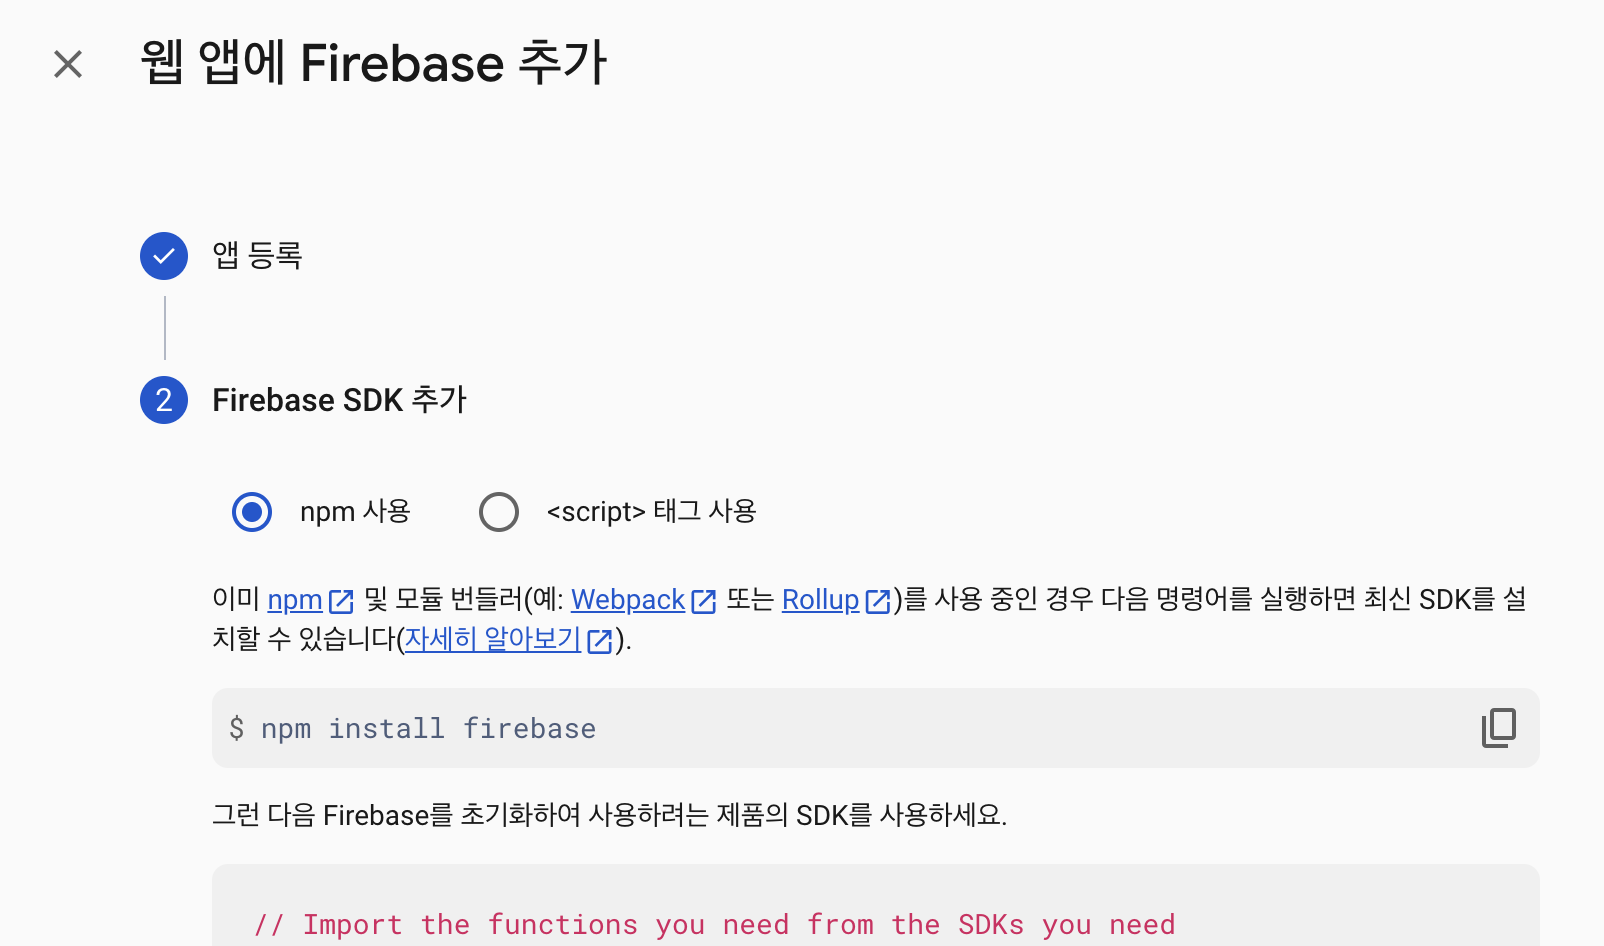 웹 앱에 Firebase 추가
앱 등록
2 Firebase SDK 추가
npm 사용 <script> 태그 사용
이미 npm 및 모듈 번들러(예: Webpack 또는 Rollup)를 사용 중인 경우 다음 명령어를 실행하면 최신 SDK를 설
치할 수 있습니다(자세히 알아보기).
$ npm install firebase
그런 다음 Firebase를 초기화하여 사용하려는 제품의 SDK를 사용하세요.
// Import the functions you need from the SDKs you need